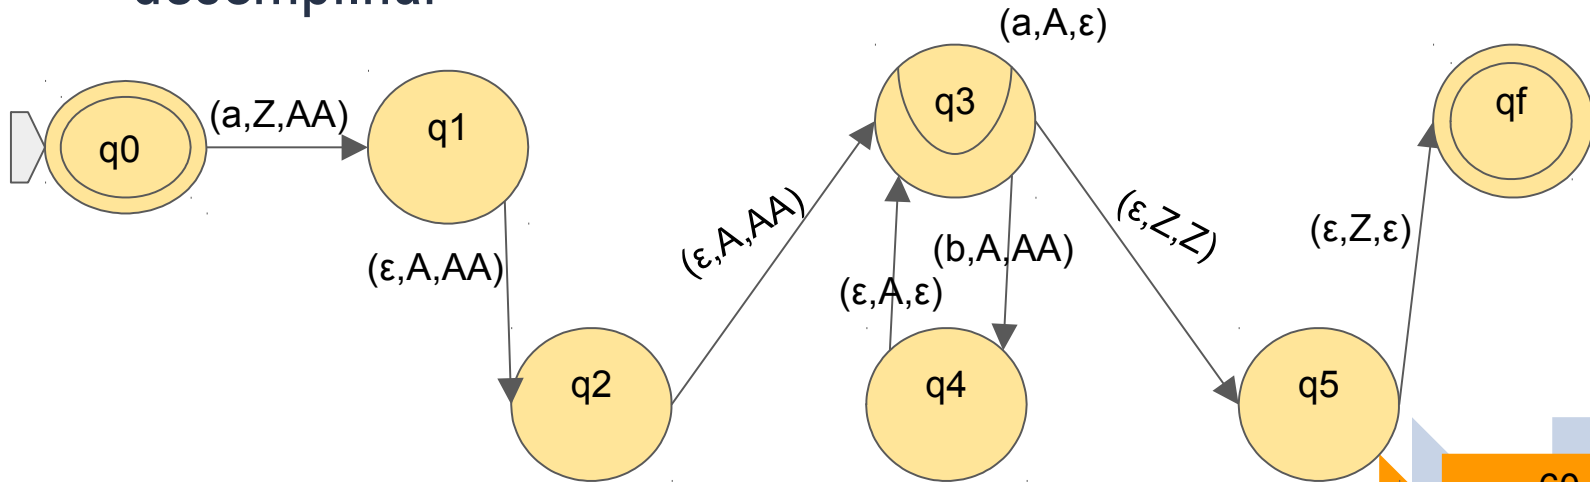 (a,A,ε)
q0
(a,Z,AA)
q1
q3
qf
(ε,A,AA)
(ε,A,AA)
(ε,A,ε)
(b,A,AA)
(ε,Z,Z)
(ε,Z,ε)
q2
q4
q5